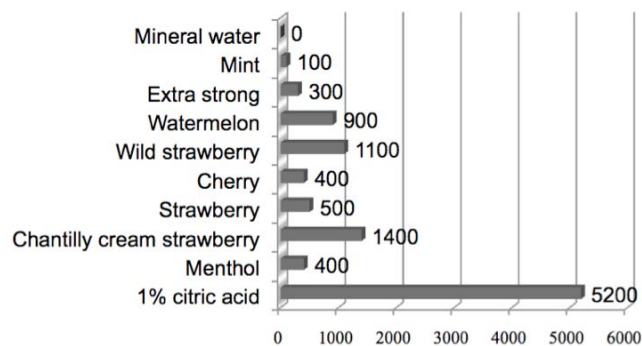 Mineral water 0
Mint 100
Extra strong 300
Watermelon 900
Wild strawberry 1100
Cherry 400
Strawberry 500
Chantilly cream strawberry 1400
Menthol 400
1% citric acid 5200
0 1000 2000 3000 4000 5000 6000